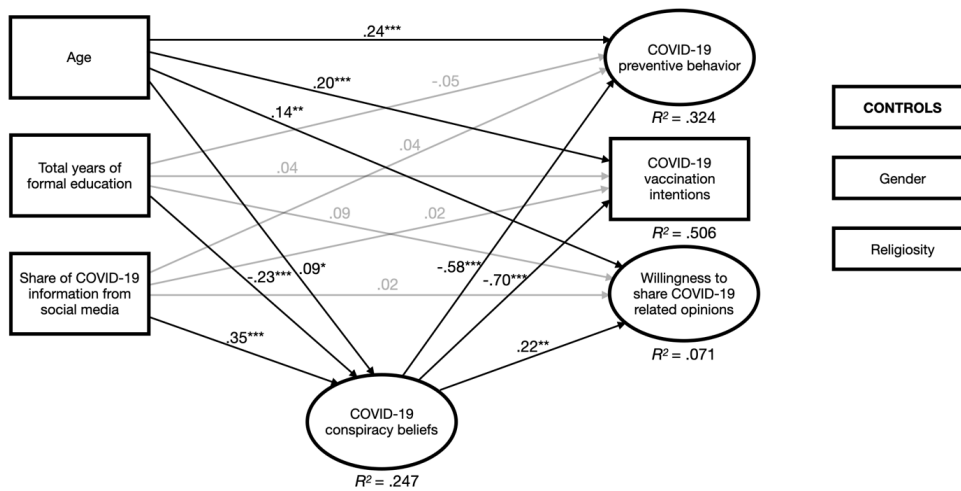 Age
Total years of
formal education
Share of COVID-19
information from
social media
.24***
.20***
.14**
-.05
.04
.04
.09
.02
.02
-.23***
.09*
.35***
-.58***
-.70***
.22**
COVID-19
preventive behavior
R² = .324
COVID-19
vaccination
intentions
R² = .506
Willingness to
share COVID-19
related opinions
R² = .071
COVID-19
conspiracy beliefs
R² = .247
CONTROLS
Gender
Religiosity